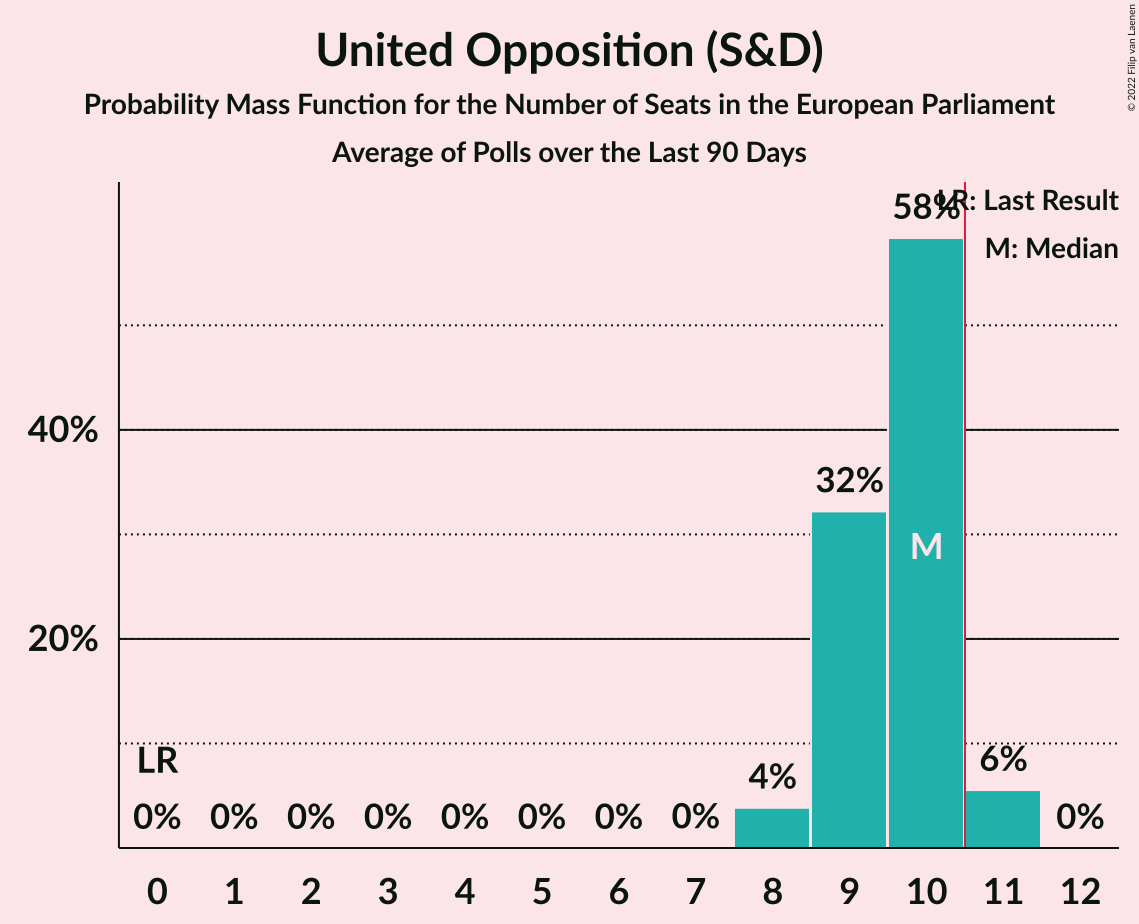 United Opposition (S&D)
Probability Mass Function for the Number of Seats in the European Parliament
Average of Polls over the Last 90 Days
© 2022 Filip van Laenen
LR: Last Result
M: Median
58%
40%
32%
M
20%
LR
6%
4%
0% 0% 0% 0% 0% 0% 0% 0% 0%
0 1 2 3 4 5 6 7 8 9 10 11 12